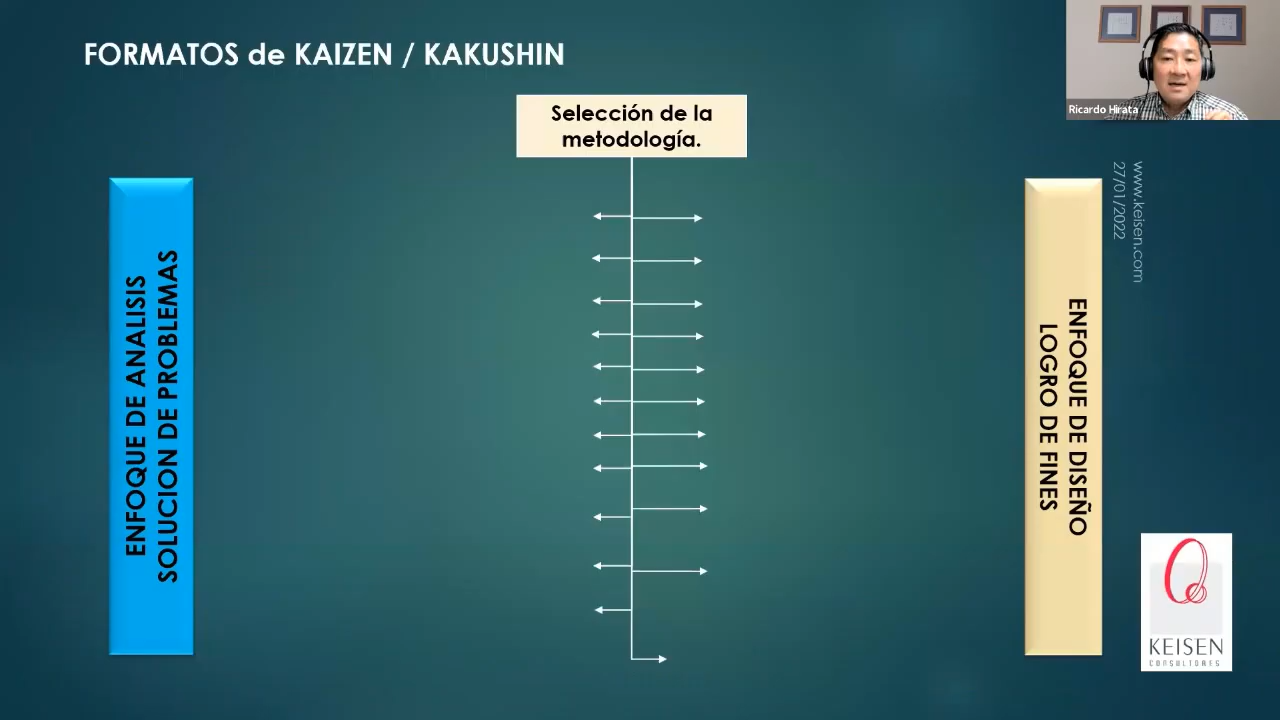 FORMATOS de KAIZEN / KAKUSHIN
Selección de la
metodología.
Ricardo Hirata
ENFOQUE DE ANALISIS
SOLUCION DE PROBLEMAS
ENFOQUE DE DISEÑO
LOGRO DE FINES
www.keisen.com
27/01/2022
KEISEN
CONSULTORES